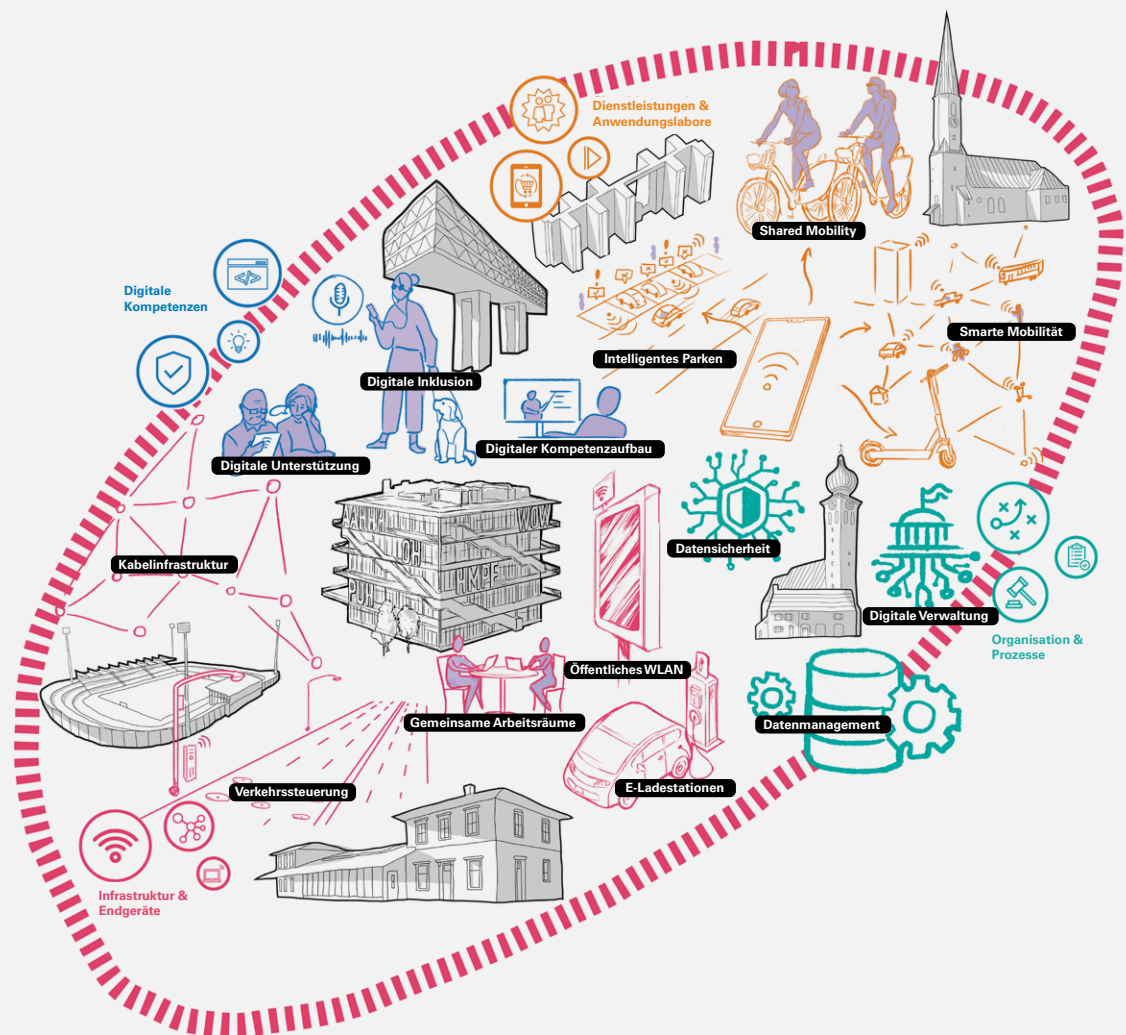 Dienstleistungen &
Anwendungslabore
Shared Mobility
Digitale
Kompetenzen
Smarte Mobilität
Intelligentes Parken
Digitale Inklusion
Digitaler Kompetenzaufbau
Digitale Unterstützung
WOW
OH
HMPF
PUH
Datensicherheit
Kabelinfrastruktur
Digitale Verwaltung
Organisation &
Prozesse
Öffentliches WLAN
Gemeinsame Arbeitsräume
Datenmanagement
E-Ladestationen
Verkehrssteuerung
Infrastruktur &
Endgeräte